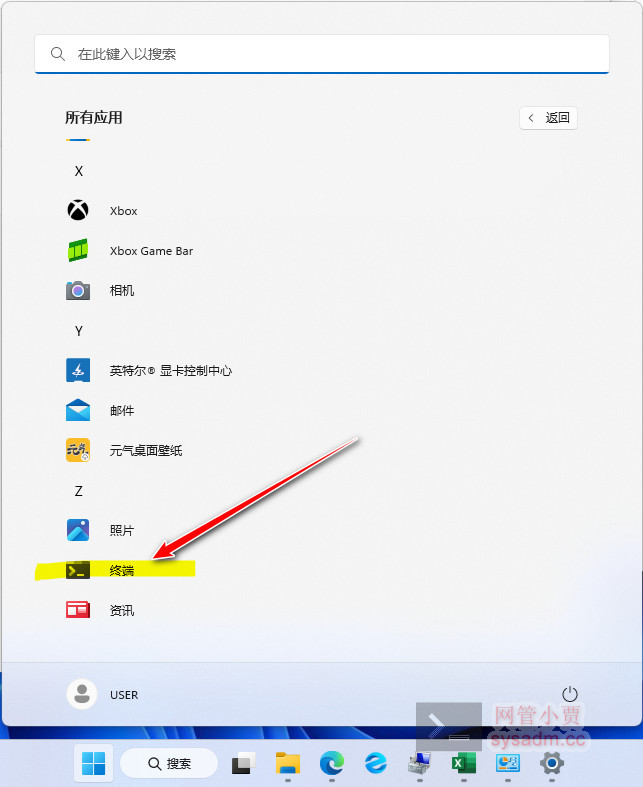 在此键入以搜索
所有应用
返回
X
Xbox
Xbox Game Bar
相机
Y
英特尔® 显卡控制中心
邮件
元气桌面壁纸
Z
照片
终端
资讯
USER
网管小贾
sysadm.cc
搜索